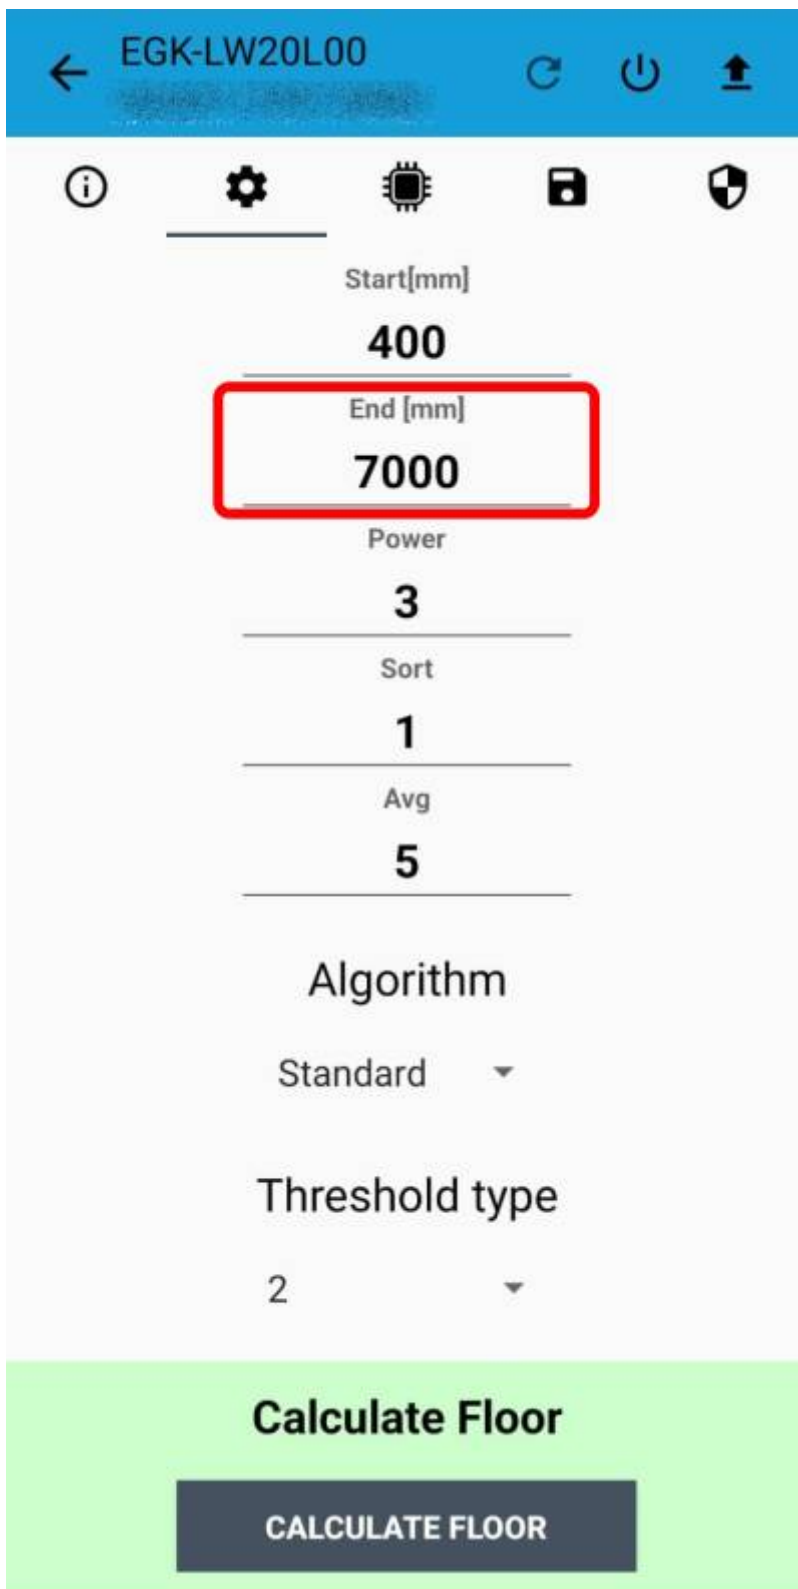 EGK-LW20L00
Start[mm]
400
End [mm]
7000
Power
3
Sort
1
Avg
5
Algorithm
Standard
Threshold type
2
Calculate Floor
CALCULATE FLOOR